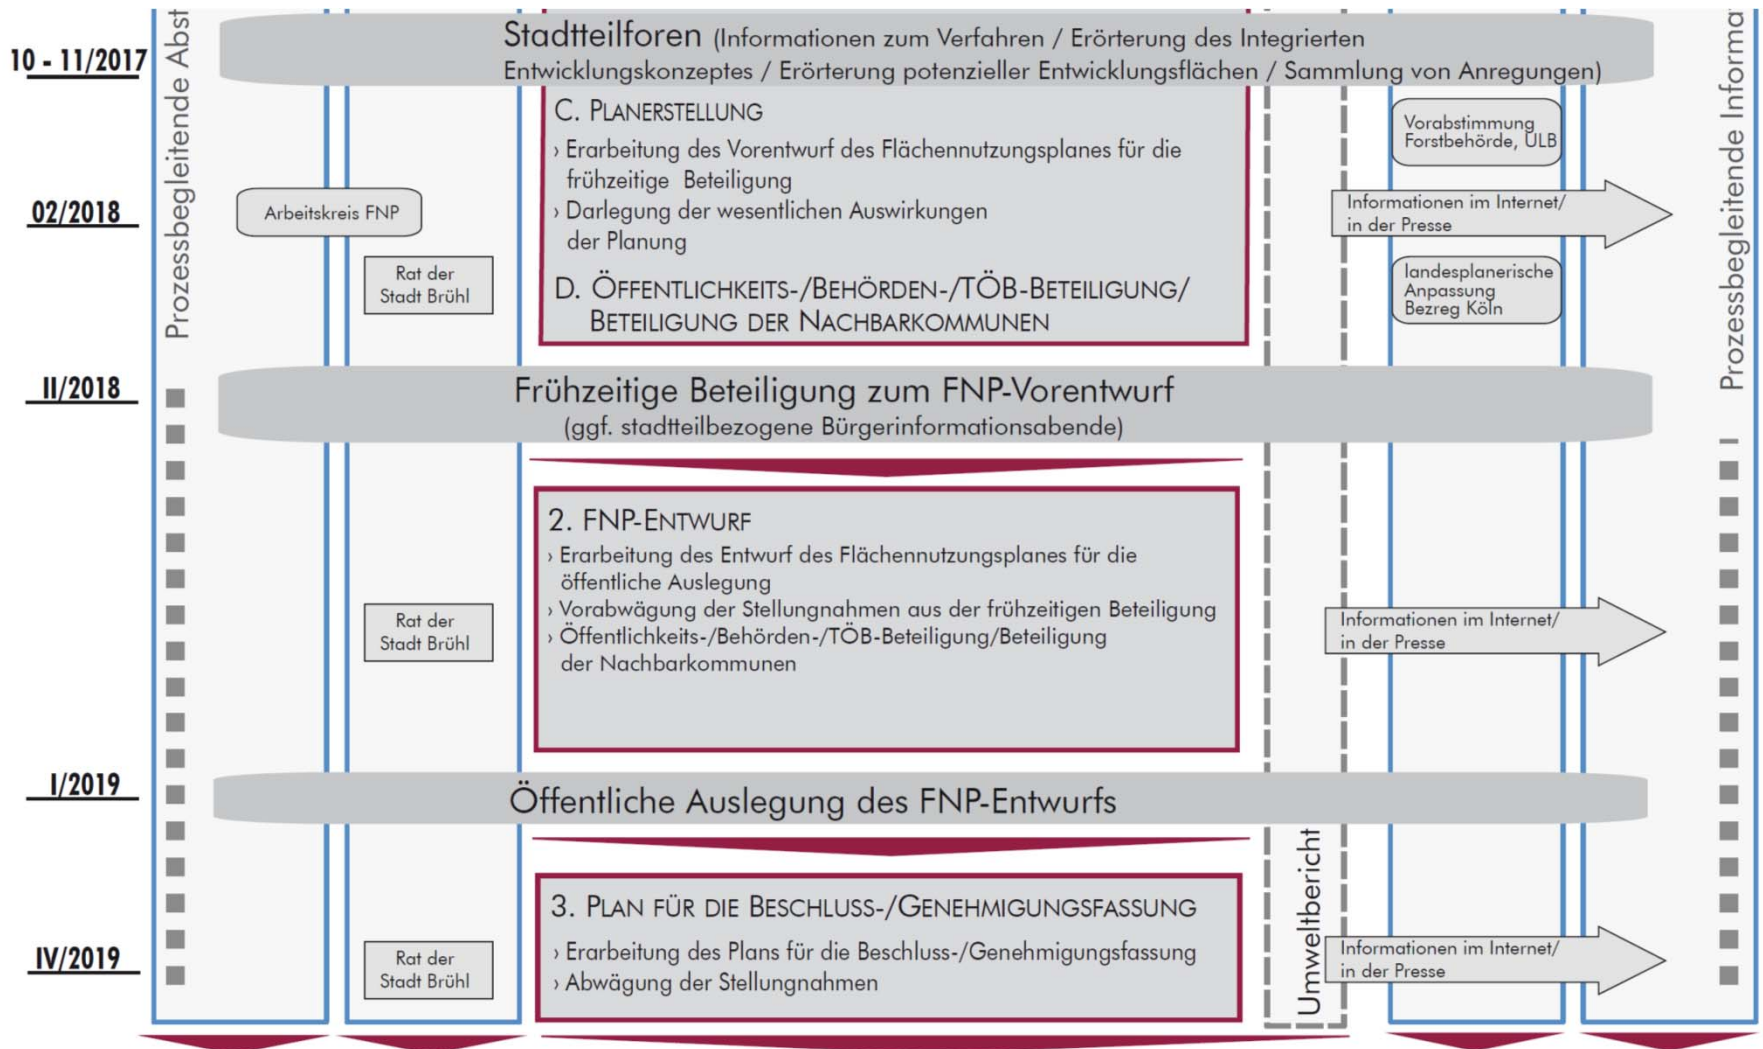 10 - 11/2017
Prozessbegleitende Abst
Stadtteilforen (Informationen zum Verfahren / Erörterung des Integrierten
Entwicklungskonzeptes / Erörterung potenzieller Entwicklungsflächen / Sammlung von Anregungen)
Prozessbegleitende Informa
C. PLANERSTELLUNG
› Erarbeitung des Vorentwurf des Flächennutzungsplanes für die
frühzeitige Beteiligung
› Darlegung der wesentlichen Auswirkungen
der Planung
Vorabstimmung
Forstbehörde, ULB
02/2018
Arbeitskreis FNP
Informationen im Internet/
in der Presse
Rat der
Stadt Brühl
D. ÖFFENTLICHKEITS-/BEHÖRDEN-/TÖB-BETEILIGUNG/
BETEILIGUNG DER NACHBARKOMMUNEN
landesplanerische
Anpassung
Bezreg Köln
II/2018
Frühzeitige Beteiligung zum FNP-Vorentwurf
(ggf. stadtteilbezogene Bürgerinformationsabende)
2. FNP-ENTWURF
› Erarbeitung des Entwurf des Flächennutzungsplanes für die
öffentliche Auslegung
› Vorabwägung der Stellungnahmen aus der frühzeitigen Beteiligung
› Öffentlichkeits-/Behörden-/TÖB-Beteiligung/Beteiligung
der Nachbarkommunen
Rat der
Stadt Brühl
Informationen im Internet/
in der Presse
I/2019
Öffentliche Auslegung des FNP-Entwurfs
Umweltbericht
3. PLAN FÜR DIE BESCHLUSS-/GENEHMIGUNGSFASSUNG
› Erarbeitung des Plans für die Beschluss-/Genehmigungsfassung
› Abwägung der Stellungnahmen
IV/2019
Rat der
Stadt Brühl
Informationen im Internet/
in der Presse